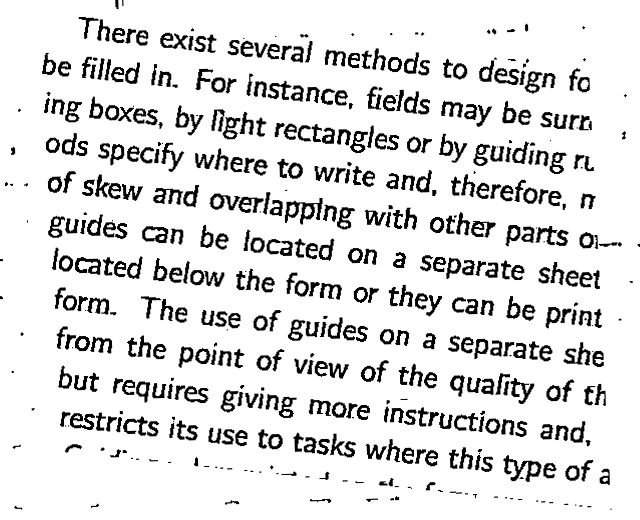 There exist several methods to design fo
be filled in. For instance, fields may be surr
ing boxes, by light rectangles or by guiding ru
ods specify where to write and, therefore, m
of skew and overlapping with other parts o
guides can be located on a separate sheet
located below the form or they can be print
form. The use of guides on a separate she
from the point of view of the quality of th
but requires giving more instructions and,
restricts its use to tasks where this type of a